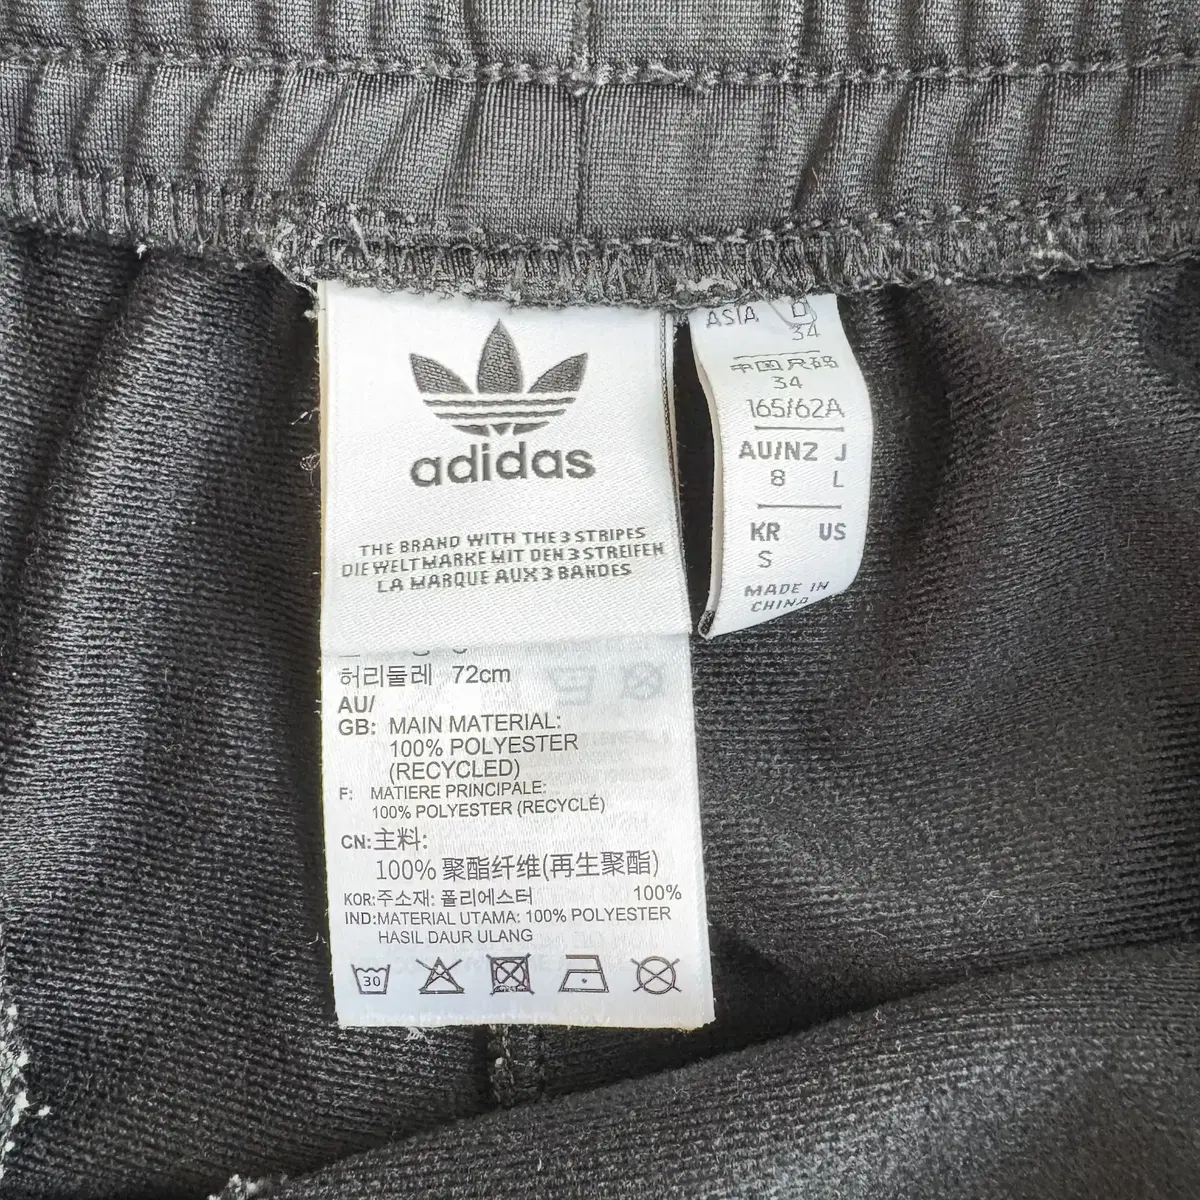 adidas
THE BRAND WITH THE 3 STRIPES
DIE WELTMARKE MIT DEN 3 STREIFEN
LA MARQUE AUX 3 BANDES
허리둘레 72cm
AU/
GB: MAIN MATERIAL:
100% POLYESTER
(RECYCLED)
F: MATIERE PRINCIPALE:
100% POLYESTER (RECYCLÉ)
CN:主料:
100% 聚酯纤维(再生聚酯)
KOR:주소재: 폴리에스터 100%
IND:MATERIAL UTAMA: 100% POLYESTER
HASIL DAUR ULANG
30
ASIA D
34
中国尺码
34
165/62A
AU/NZ J
8 L
KR US
S
MADE IN
CHINA